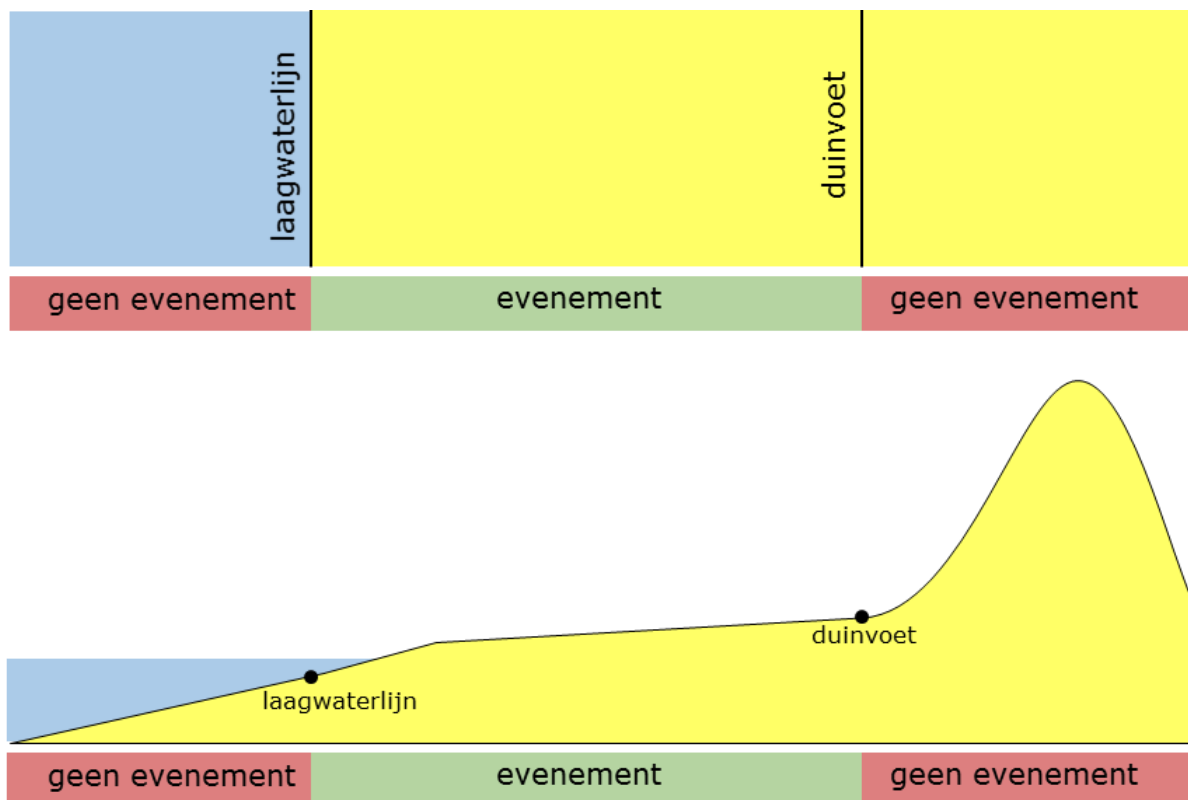 laagwaterlijn
duinvoet
geen evenement
evenement
geen evenement
duinvoet
laagwaterlijn
geen evenement
evenement
geen evenement